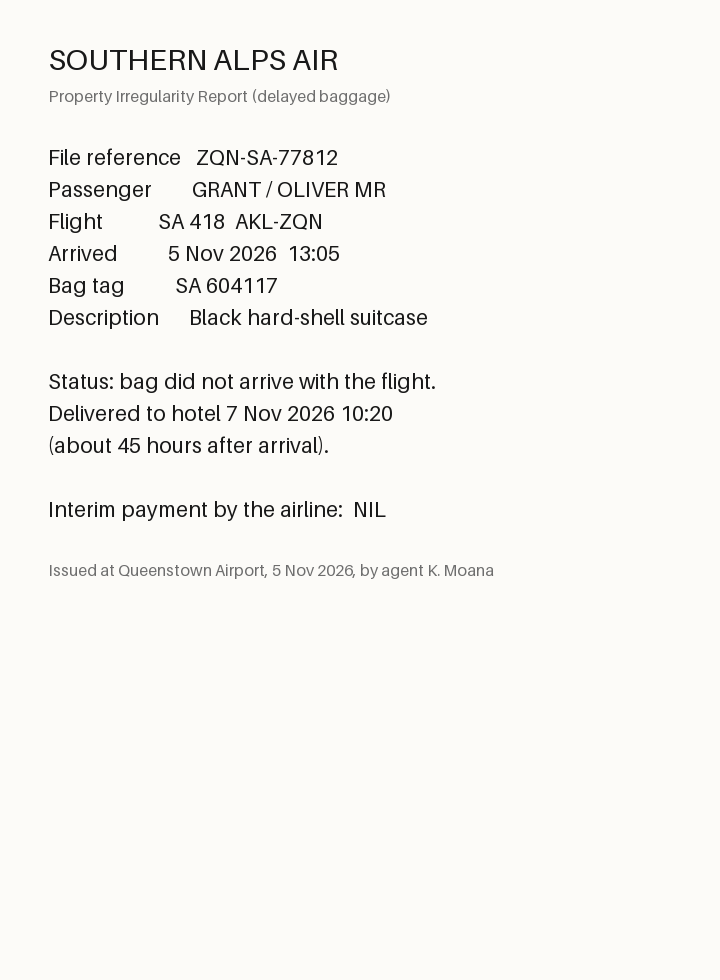 SOUTHERN ALPS AIR
Property Irregularity Report (delayed baggage)
File reference ZQN-SA-77812
Passenger GRANT / OLIVER MR
Flight SA 418 AKL-ZQN
Arrived 5 Nov 2026 13:05
Bag tag SA 604117
Description Black hard-shell suitcase
Status: bag did not arrive with the flight.
Delivered to hotel 7 Nov 2026 10:20
(about 45 hours after arrival).
Interim payment by the airline: NIL
Issued at Queenstown Airport, 5 Nov 2026, by agent K. Moana